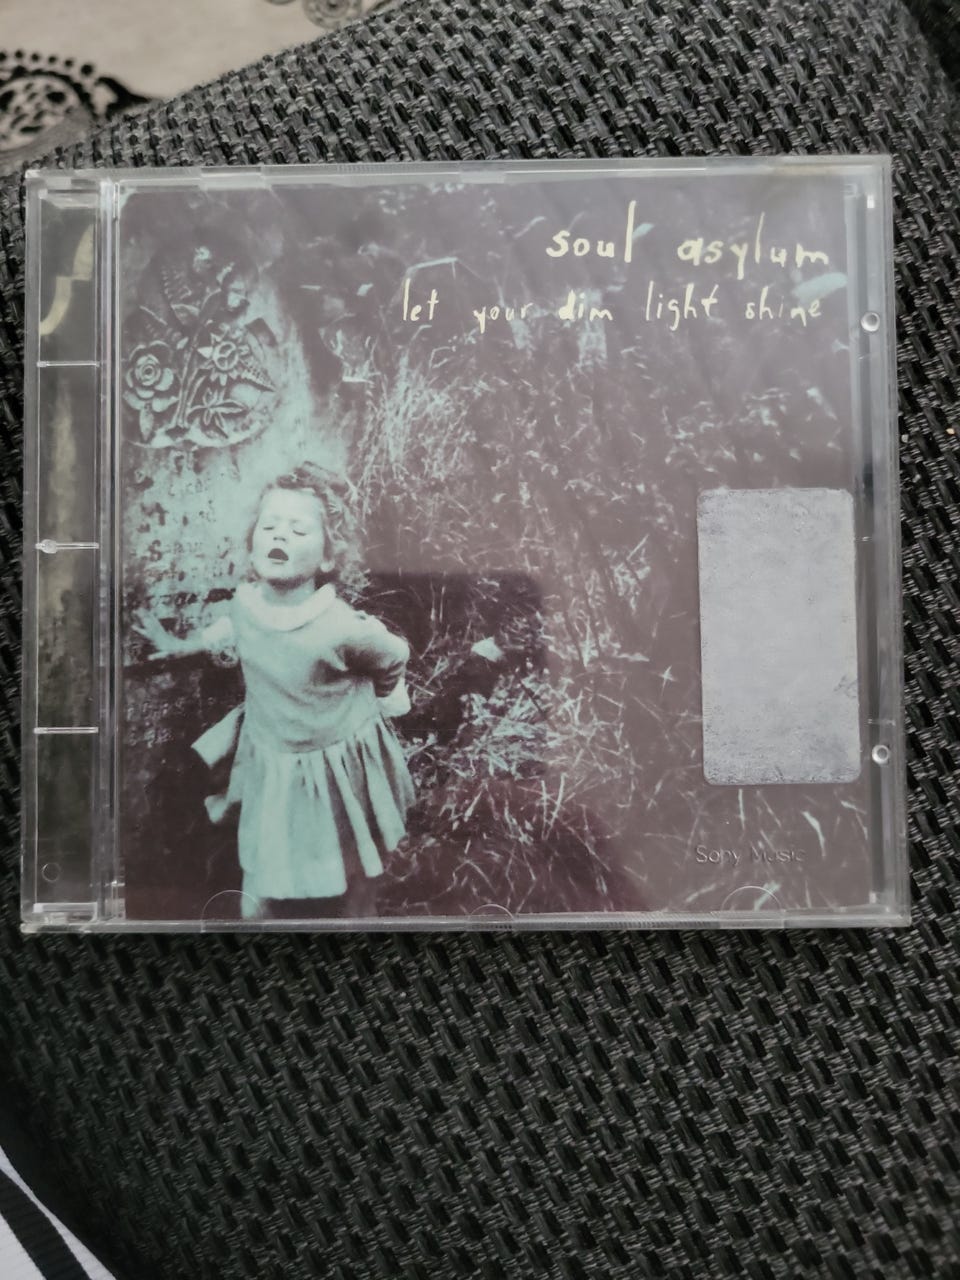 soul asylum
let your dim light shine
Sony Music